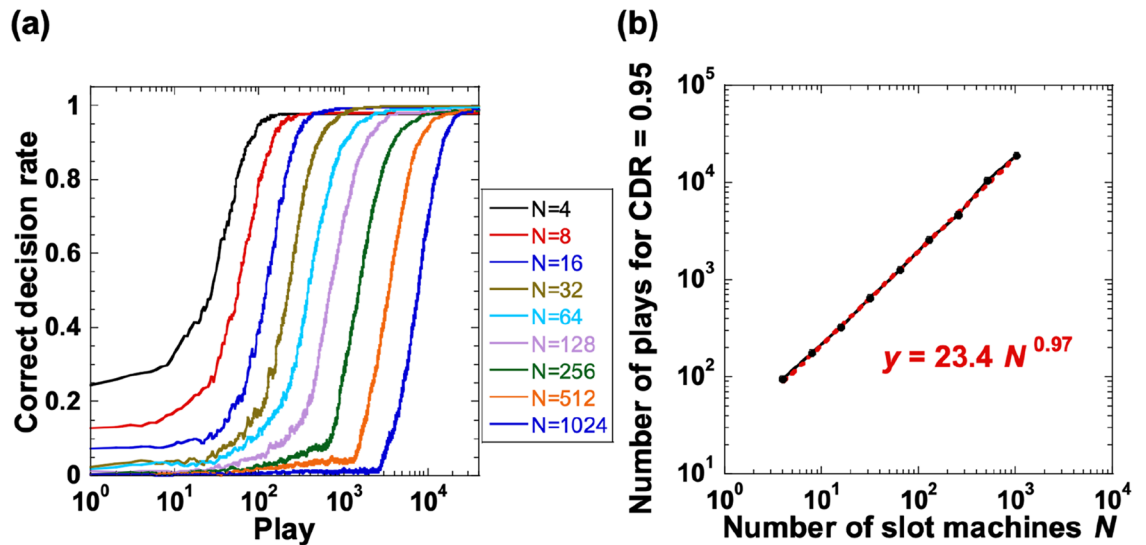 (a)
Correct decision rate
1
0.8
0.6
0.4
0.2
0
10^0 10^1 10^2 10^3 10^4
Play
N=4
N=8
N=16
N=32
N=64
N=128
N=256
N=512
N=1024
(b)
Number of plays for CDR = 0.95
10^5
10^4
10^3
10^2
10^1
y = 23.4 N^0.97
10^0 10^1 10^2 10^3 10^4
Number of slot machines N